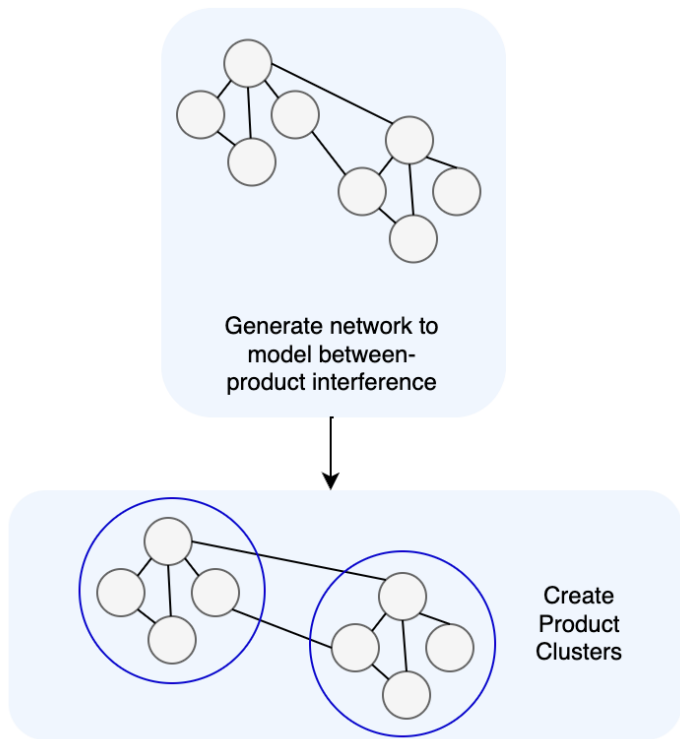 Generate network to
model between-
product interference
Create
Product
Clusters